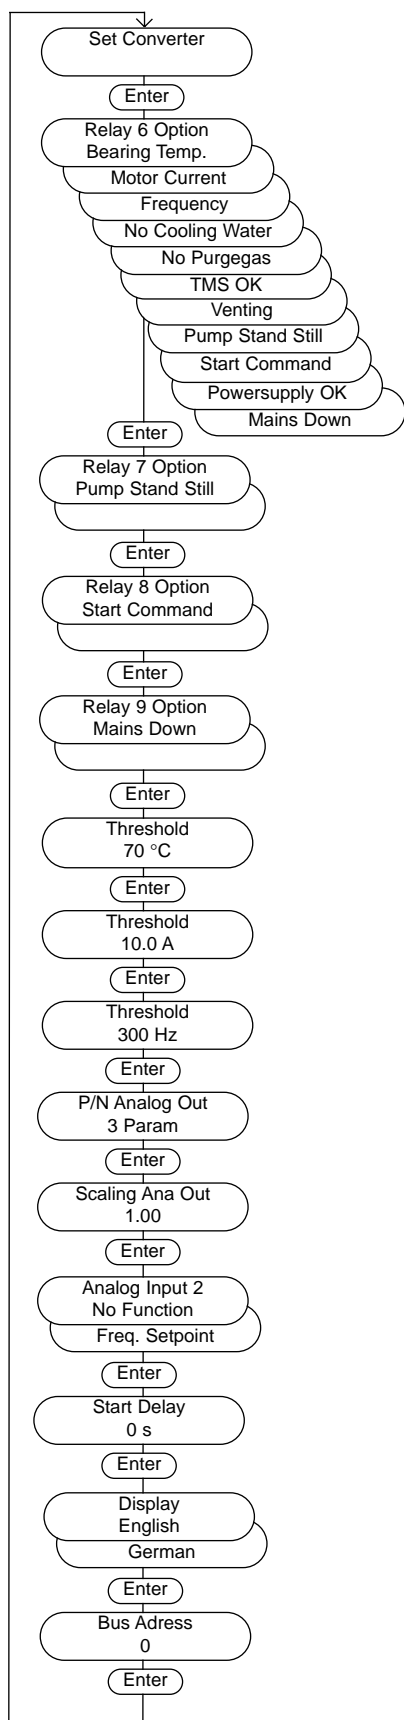 Set Converter
Enter
Relay 6 Option
Bearing Temp.
Motor Current
Frequency
No Cooling Water
No Purgegas
TMS OK
Venting
Pump Stand Still
Start Command
Powersupply OK
Mains Down
Enter
Relay 7 Option
Pump Stand Still
Enter
Relay 8 Option
Start Command
Enter
Relay 9 Option
Mains Down
Enter
Threshold
70 °C
Enter
Threshold
10.0 A
Enter
Threshold
300 Hz
Enter
P/N Analog Out
3 Param
Enter
Scaling Ana Out
1.00
Enter
Analog Input 2
No Function
Freq. Setpoint
Enter
Start Delay
0 s
Enter
Display
English
German
Enter
Bus Adress
0
Enter